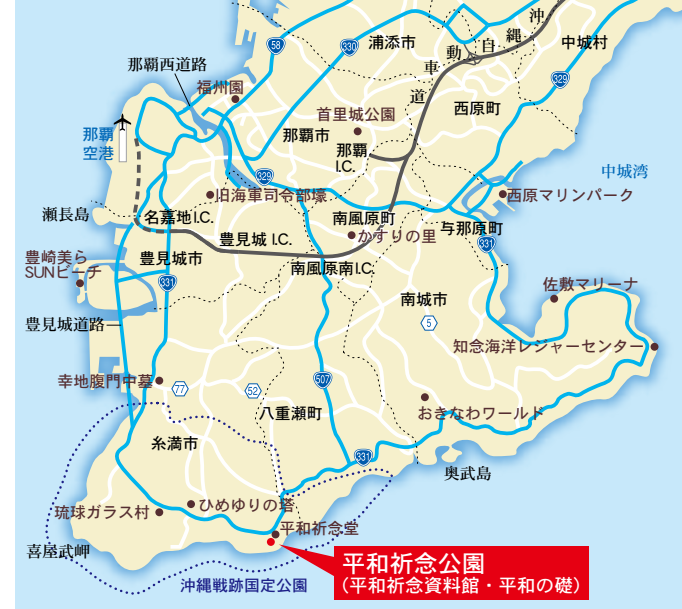 沖縄自動車道
58
330
浦添市
中城村
那覇西道路
福州園
329
首里城公園
西原町
那覇市
那覇
空港
那覇
I.C.
中城湾
329
旧海軍司令部壕
西原マリンパーク
瀬長島
名嘉地I.C.
南風原町
かすりの里
与那原町
豊見城 I.C.
331
豊崎美ら
SUNビーチ
豊見城市
南風原南I.C.
331
佐敷マリーナ
南城市
豊見城道路
5
知念海洋レジャーセンター
幸地腹門中墓
77
52
507
おきなわワールド
八重瀬町
糸満市
331
奥武島
琉球ガラス村
ひめゆりの塔
平和祈念堂
喜屋武岬
沖縄戦跡国定公園
平和祈念公園
(平和祈念資料館・平和の礎)